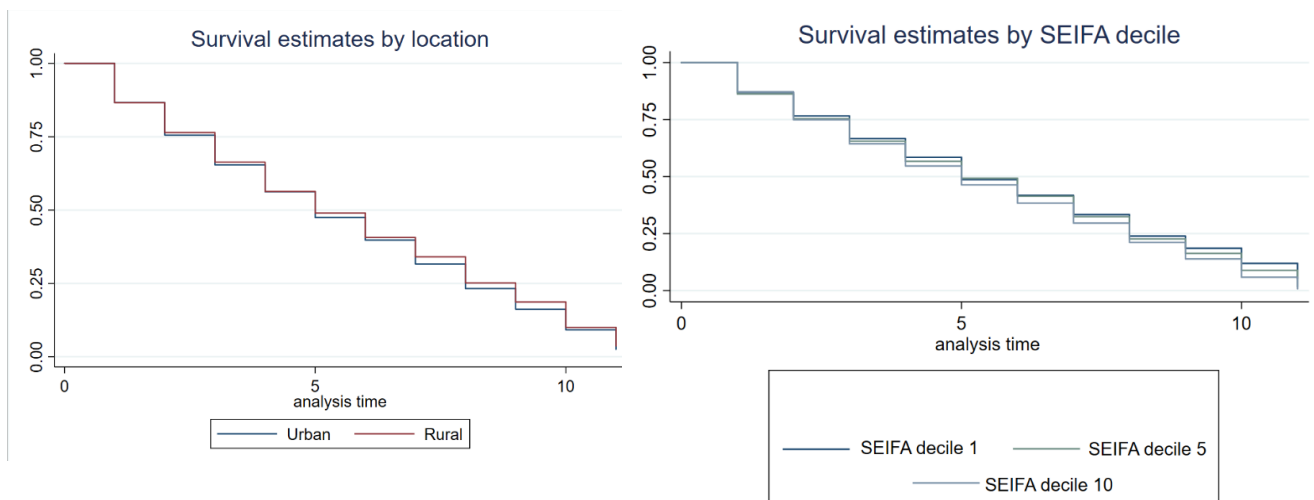 Survival estimates by location
1.00
0.75
0.50
0.25
0.00
0 5 10
analysis time
Urban Rural
Survival estimates by SEIFA decile
1.00
0.75
0.50
0.25
0.00
0 5 10
analysis time
SEIFA decile 1 SEIFA decile 5
SEIFA decile 10